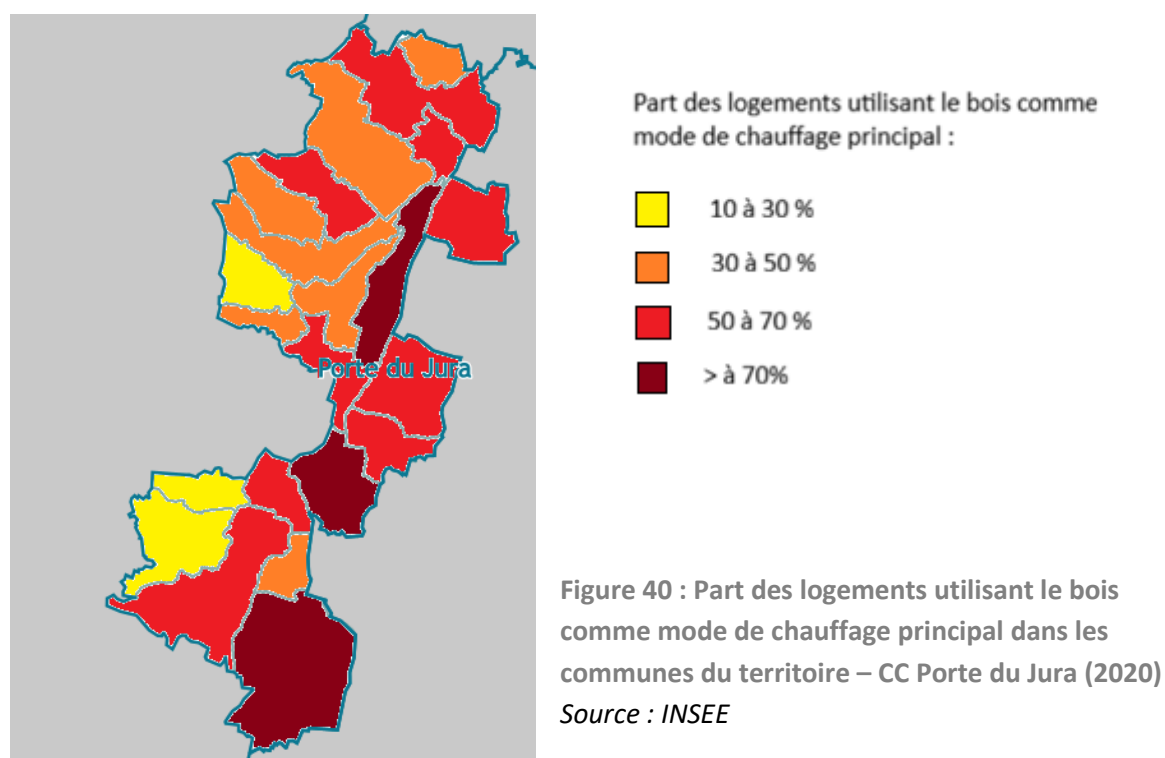 Porte du Jura
Part des logements utilisant le bois comme
mode de chauffage principal :
10 à 30 %
30 à 50 %
50 à 70 %
> à 70%
Figure 40 : Part des logements utilisant le bois
comme mode de chauffage principal dans les
communes du territoire – CC Porte du Jura (2020)
Source : INSEE